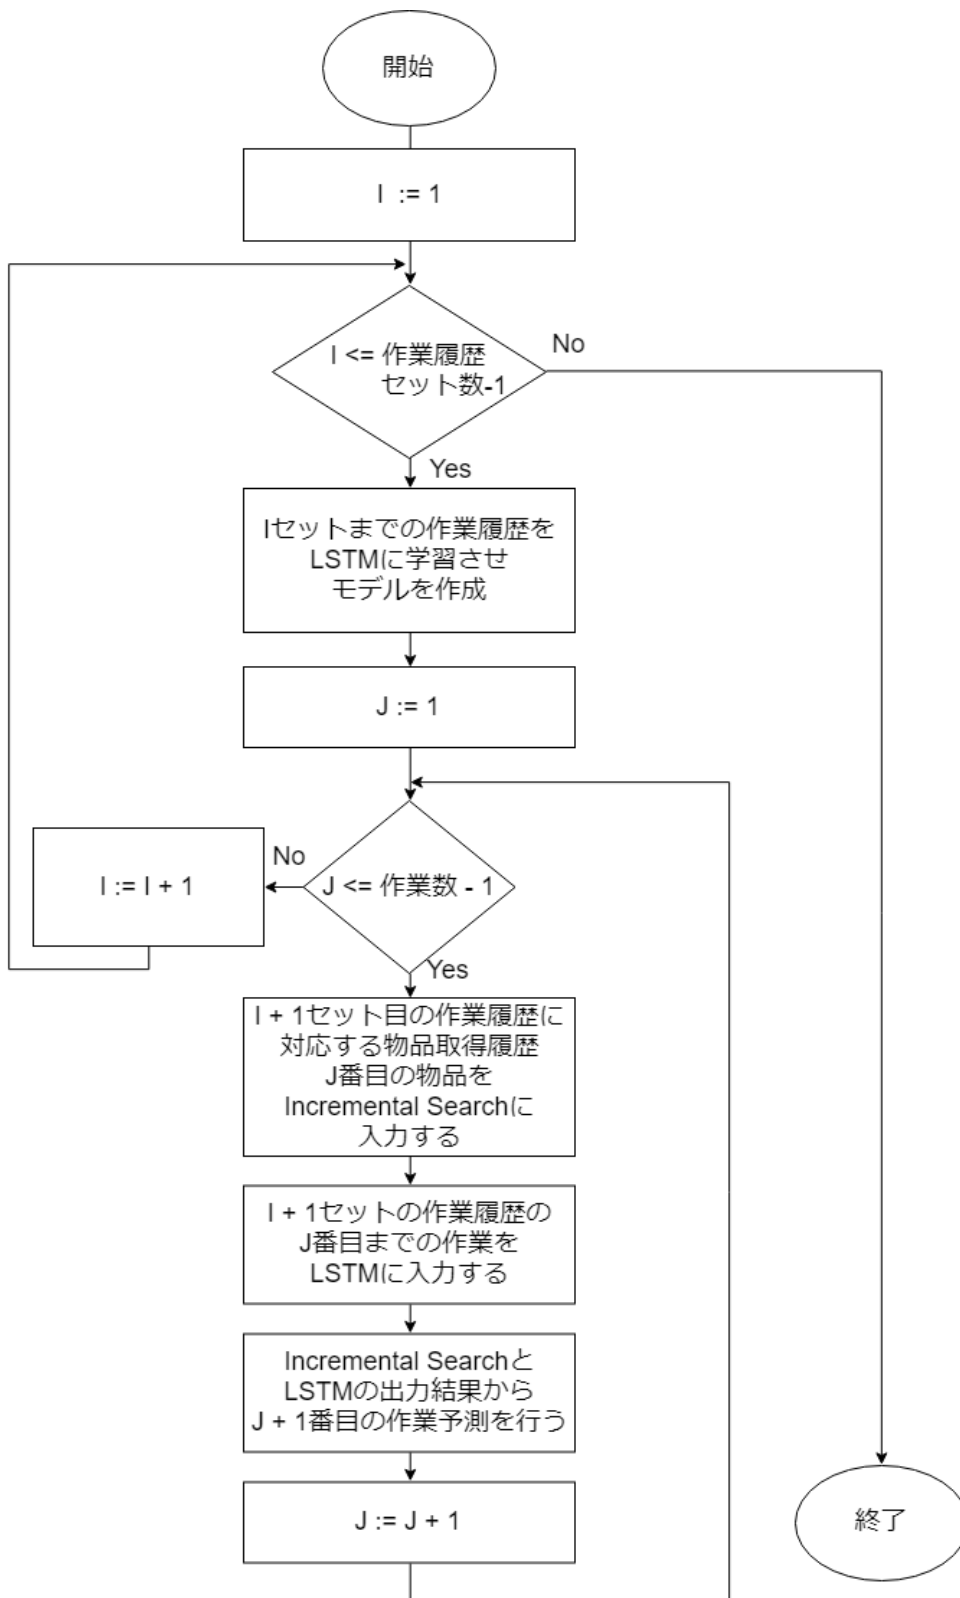 開始
I := 1
I <= 作業履歴
セット数-1
No
Yes
Iセットまでの作業履歴を
LSTMに学習させ
モデルを作成
J := 1
J <= 作業数 - 1
No
I := I + 1
Yes
I + 1セット目の作業履歴に
対応する物品取得履歴
J番目の物品を
Incremental Searchに
入力する
I + 1セットの作業履歴の
J番目までの作業を
LSTMに入力する
Incremental Searchと
LSTMの出力結果から
J + 1番目の作業予測を行う
J := J + 1
終了